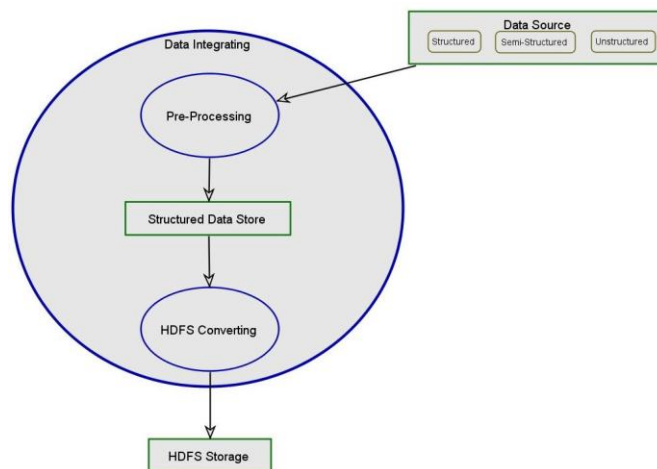 Data Source
Structured
Semi-Structured
Unstructured
Data Integrating
Pre-Processing
Structured Data Store
HDFS Converting
HDFS Storage